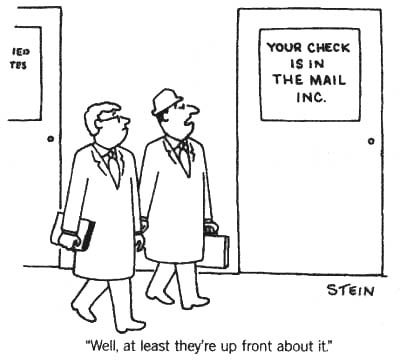 IED
TES
YOUR CHECK
IS IN
THE MAIL
INC.
STEIN
"Well, at least they're up front about it."